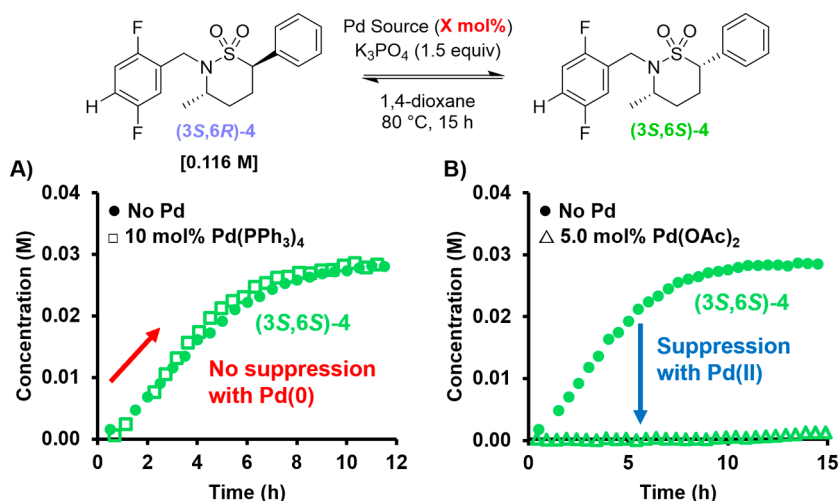 Pd Source (X mol%)
K₃PO₄ (1.5 equiv)
1,4-dioxane
80 °C, 15 h
F
O O
S
N
H
F
(3S,6R)-4
[0.116 M]
F
O O
S
N
H
F
(3S,6S)-4
A)
Concentration (M)
0.04
0.03
0.02
0.01
0.00
No Pd
10 mol% Pd(PPh₃)₄
(3S,6S)-4
No suppression
with Pd(0)
0 2 4 6 8 10 12
Time (h)
B)
Concentration (M)
0.04
0.03
0.02
0.01
0.00
No Pd
5.0 mol% Pd(OAc)₂
(3S,6S)-4
Suppression
with Pd(II)
0 5 10 15
Time (h)